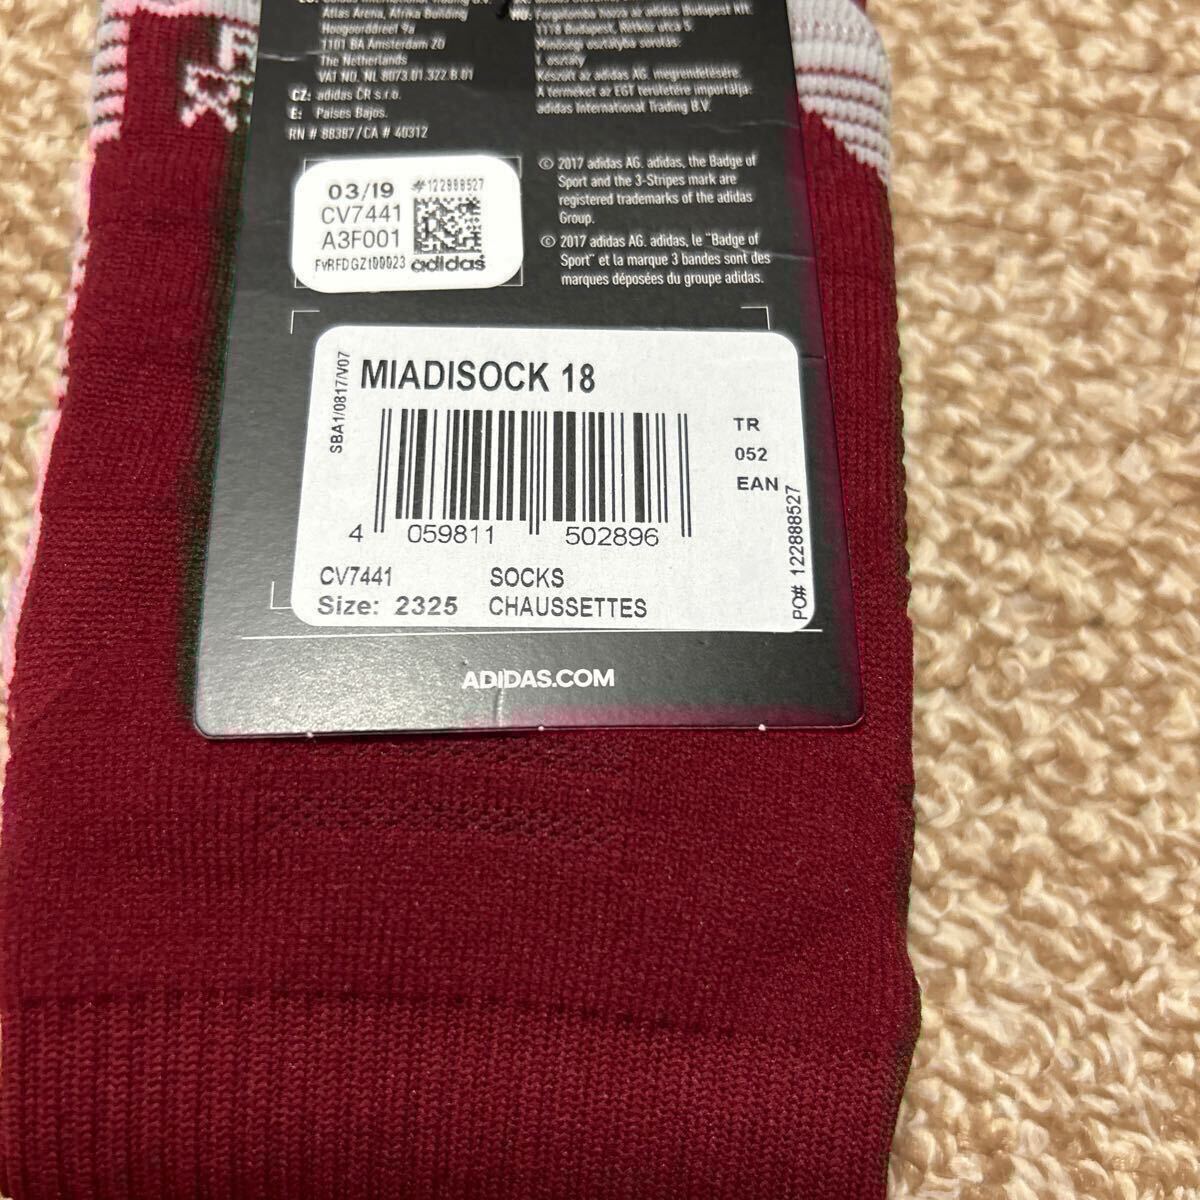 Atlas Arena, Afrika Building
Hoogoorddreef 9a
1101 BA Amsterdam ZO
The Netherlands
VAT NO. NL 8073.01.322.B.01
CZ: adidas ČR s.r.o.
E: Países Bajos.
RN # 88387/CA # 40312
Forgalomba hozza az adidas Budapest Kft.
1118 Budapest, Rétköz utca 5.
Minőségi osztályba sorolás:
I. osztály
Készült az adidas AG. megrendelésére.
A terméket az EGT területére importálja:
adidas International Trading B.V.
© 2017 adidas AG. adidas, the Badge of
Sport and the 3-Stripes mark are
registered trademarks of the adidas
Group.
© 2017 adidas AG. adidas, le "Badge of
Sport" et la marque 3 bandes sont des
marques déposées du groupe adidas.
03/19 #122888527
CV7441
A3F001
FVRFDGZ100023 adidas
SBA1/0817/V07
MIADISOCK 18
TR
052
EAN
4 059811 502896
PO# 122888527
CV7441 SOCKS
Size: 2325 CHAUSSETTES
ADIDAS.COM